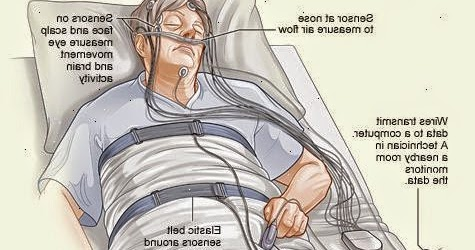 Sensors on
face and scalp
measure eye
movement
and brain
activity
Sensor at nose
to measure air flow
Wires transmit
data to a computer.
A technician in
a nearby room
monitors
the data.
Elastic belt
sensors around